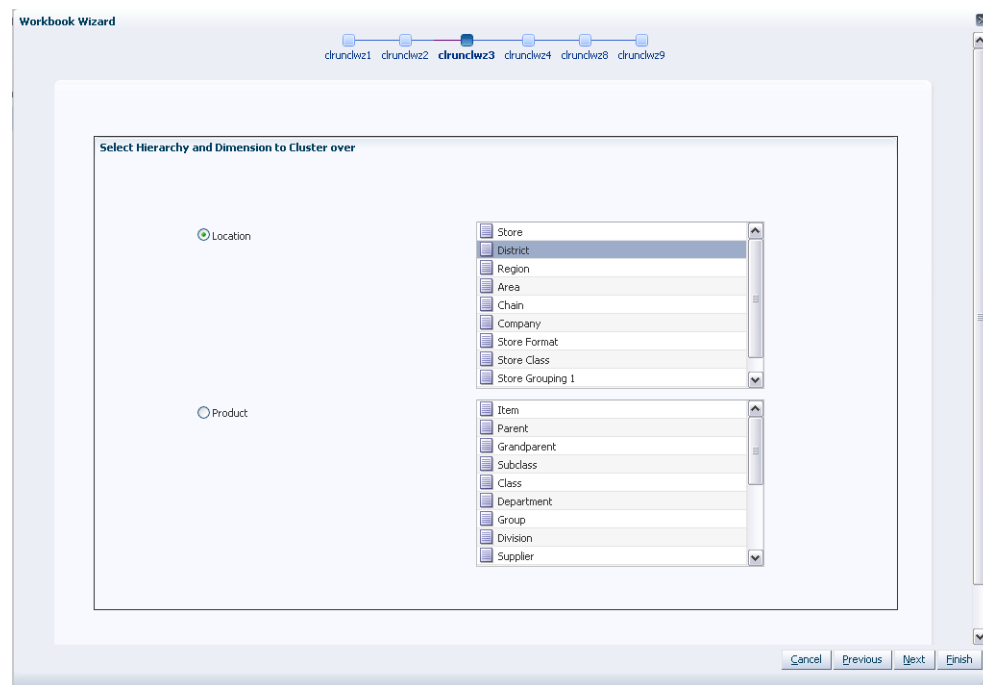 Workbook Wizard
clrunclwz1 clrunclwz2 clrunclwz3 clrunclwz4 clrunclwz8 clrunclwz9
Select Hierarchy and Dimension to Cluster over
Location
Store
District
Region
Area
Chain
Company
Store Format
Store Class
Store Grouping 1
Product
Item
Parent
Grandparent
Subclass
Class
Department
Group
Division
Supplier
Cancel Previous Next Finish